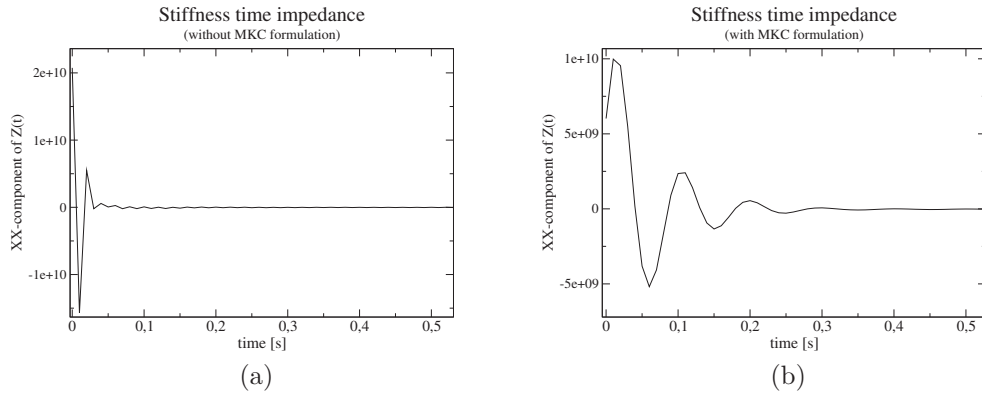 Stiffness time impedance
(without MKC formulation)
XX-component of Z(t)
2e+10
1e+10
0
-1e+10
0 0,1 0,2 0,3 0,4 0,5
time [s]
(a)
Stiffness time impedance
(with MKC formulation)
XX-component of Z(t)
1e+10
5e+09
0
-5e+09
0 0,1 0,2 0,3 0,4 0,5
time [s]
(b)